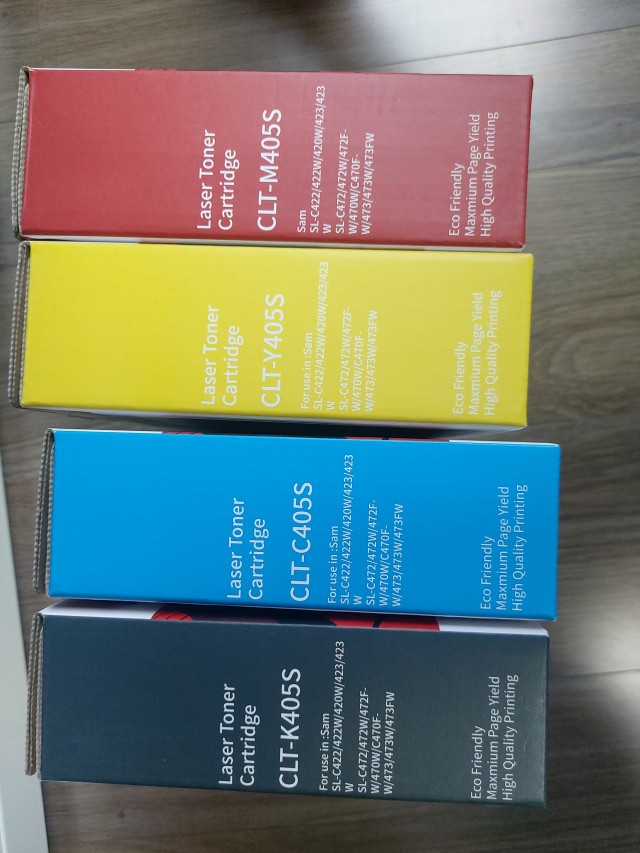 Laser Toner
Cartridge
CLT-M405S
Sam
SL-C422/422W/420W/423/423
W
SL-C472/472W/472F-
W/470W/C470F-
W/473/473W/473FW
Eco Friendly
Maxmium Page Yield
High Quality Printing
Laser Toner
Cartridge
CLT-Y405S
For use in :Sam
SL-C422/422W/420W/423/423
W
SL-C472/472W/472F-
W/470W/C470F-
W/473/473W/473FW
Eco Friendly
Maxmium Page Yield
High Quality Printing
Laser Toner
Cartridge
CLT-C405S
For use in :Sam
SL-C422/422W/420W/423/423
W
SL-C472/472W/472F-
W/470W/C470F-
W/473/473W/473FW
Eco Friendly
Maxmium Page Yield
High Quality Printing
Laser Toner
Cartridge
CLT-K405S
For use in :Sam
SL-C422/422W/420W/423/423
W
SL-C472/472W/472F-
W/470W/C470F-
W/473/473W/473FW
Eco Friendly
Maxmium Page Yield
High Quality Printing